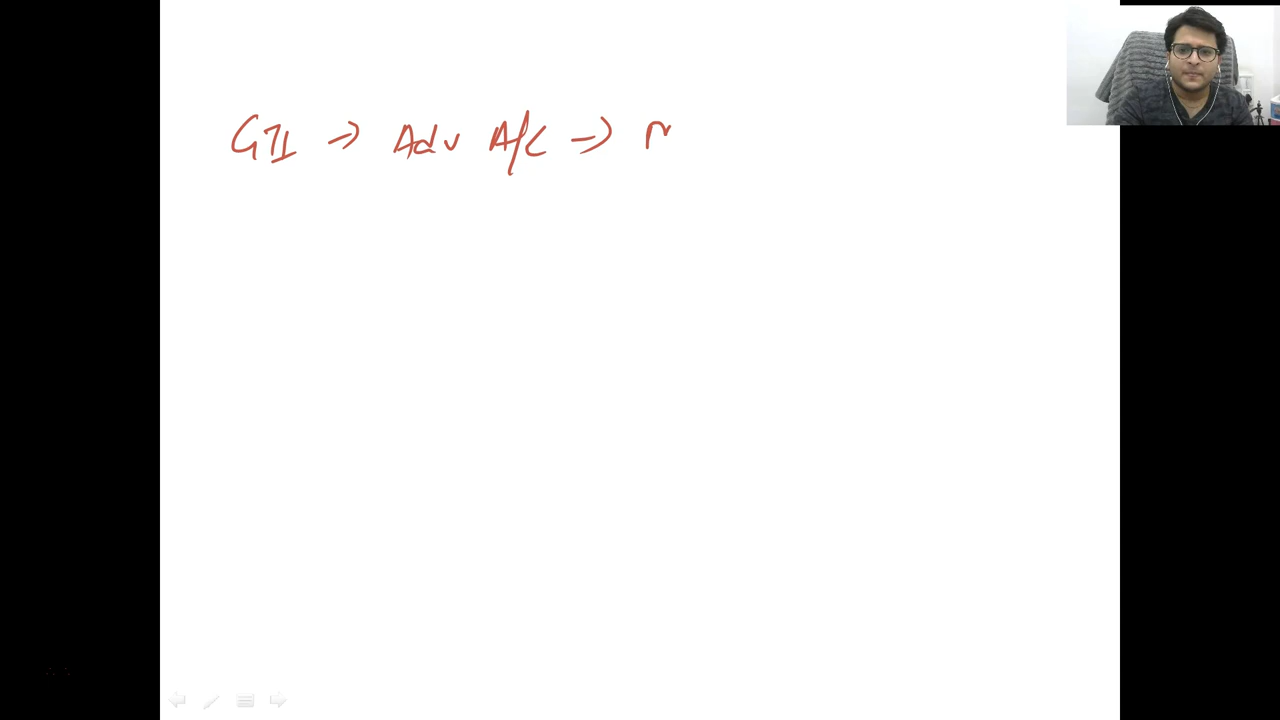 GTI → Adv A/C →